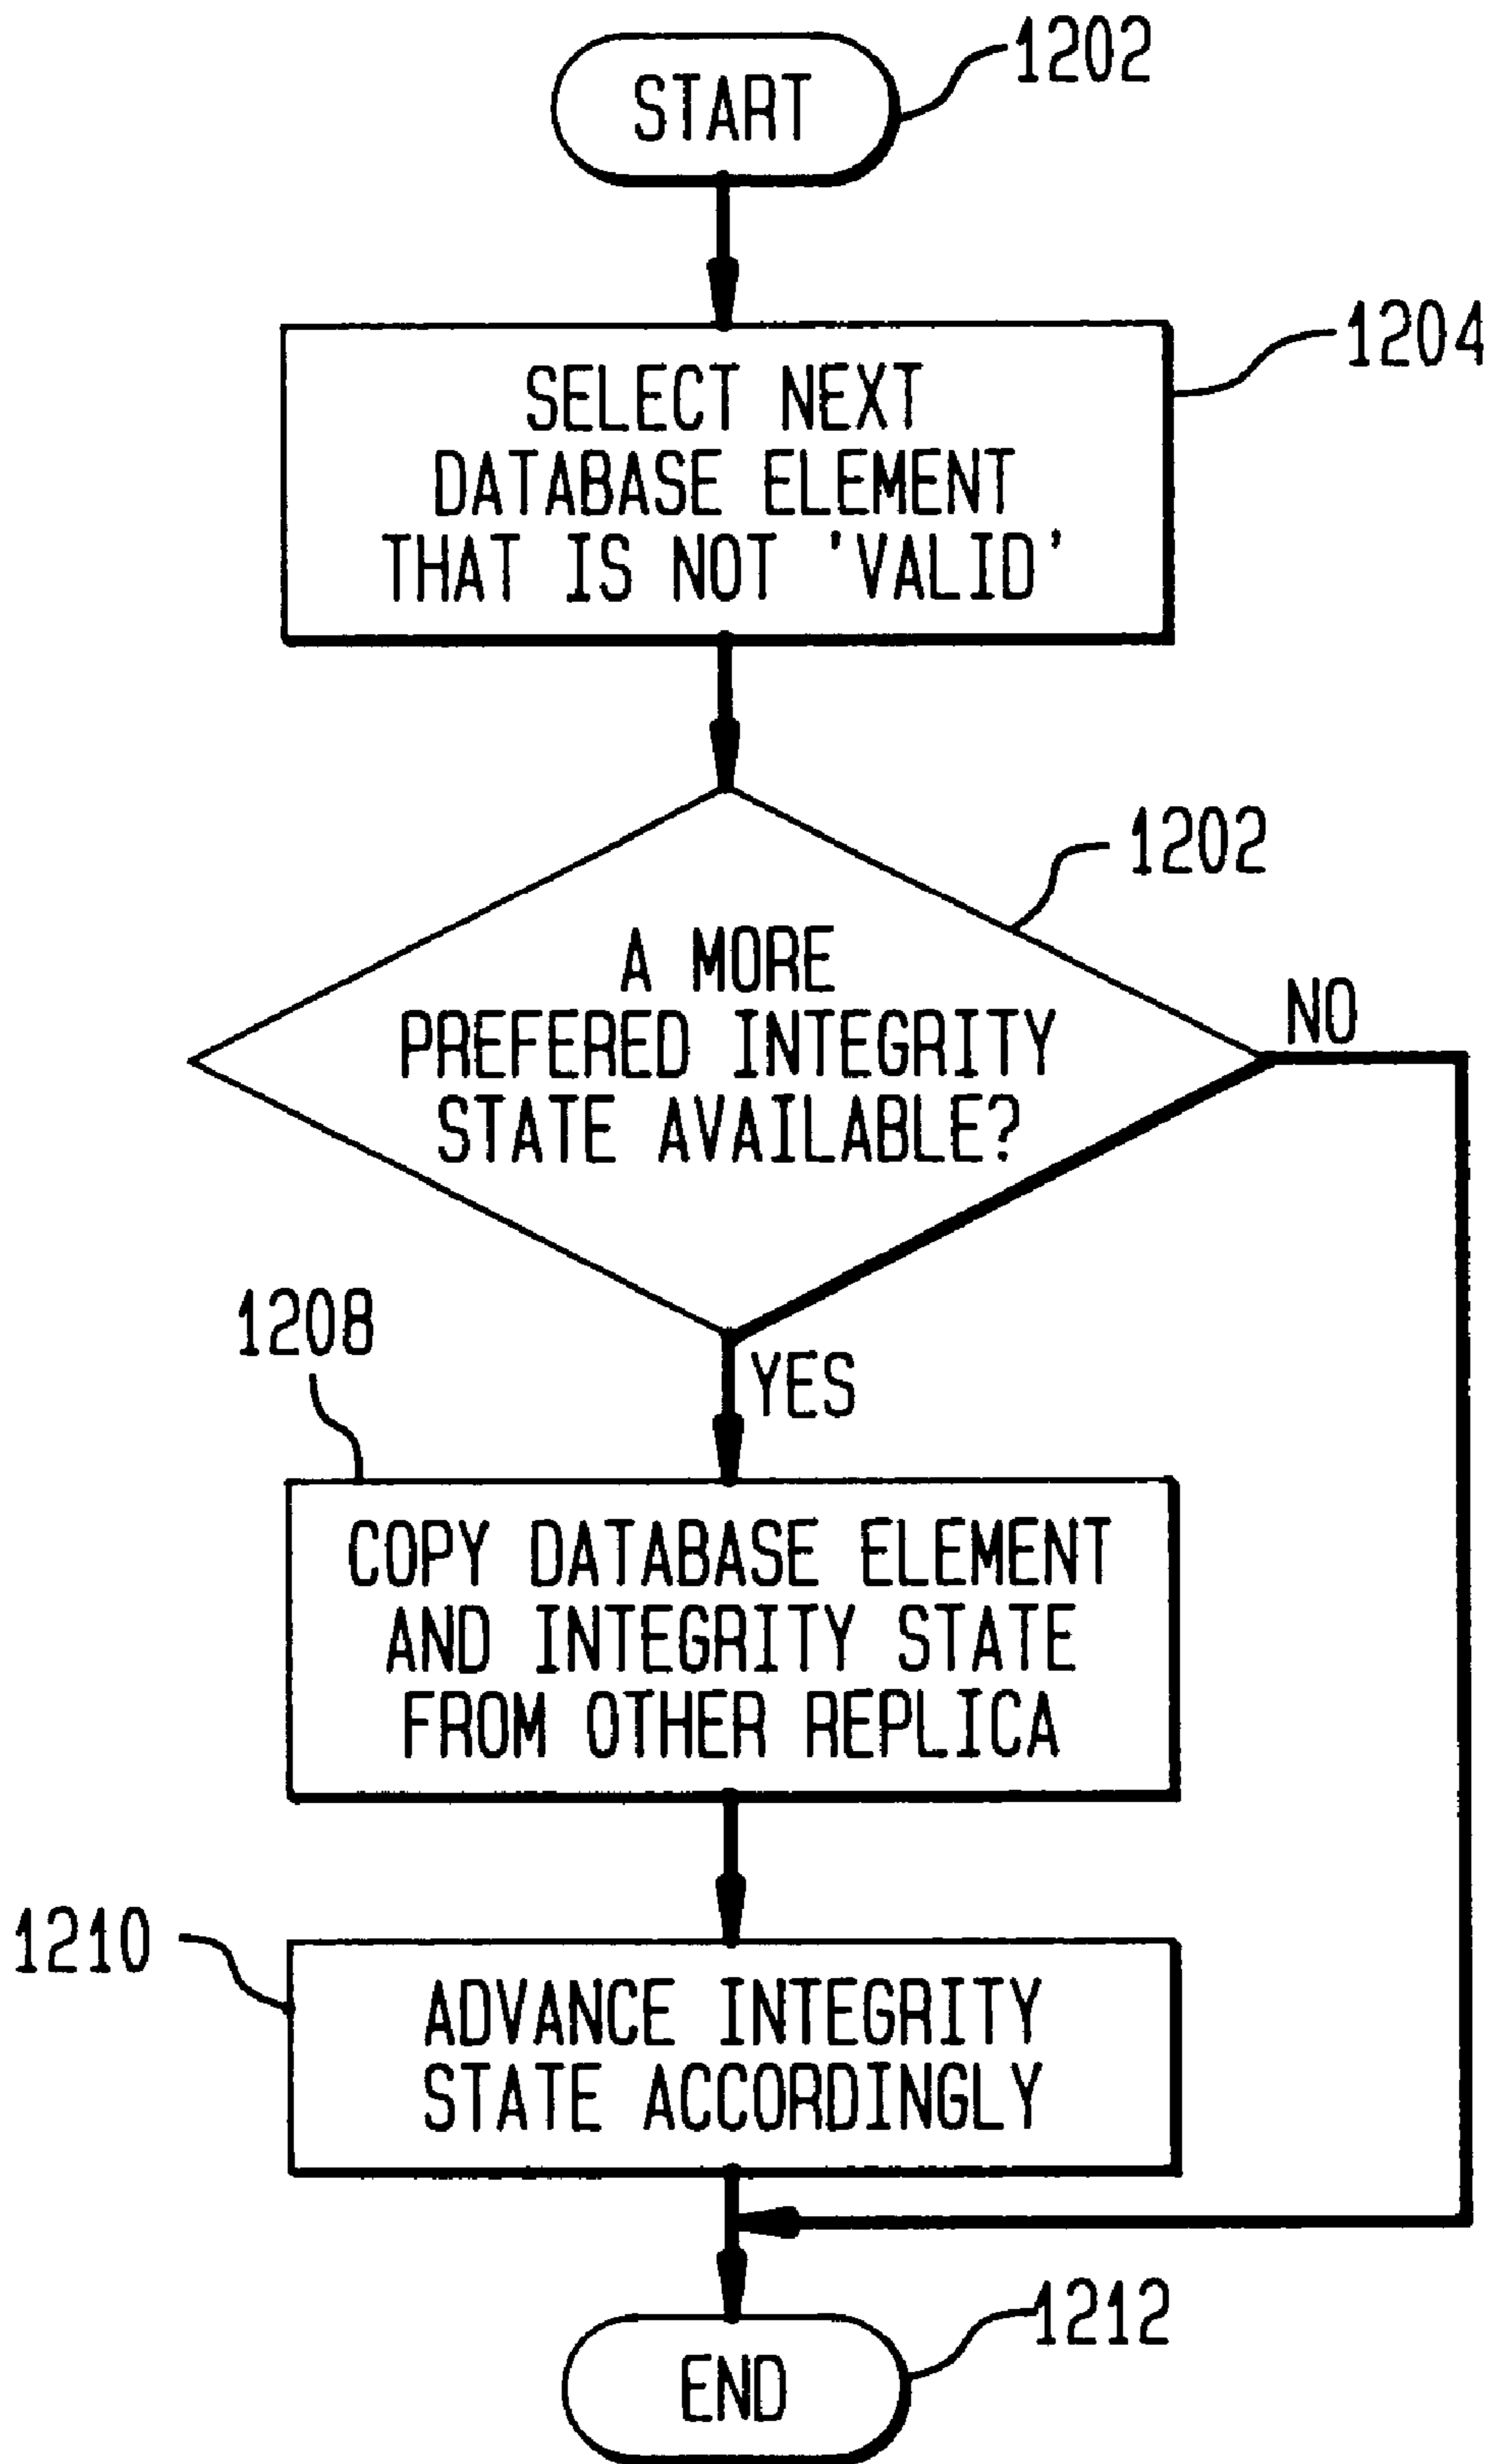 START
1202
SELECT NEXT
DATABASE ELEMENT
THAT IS NOT 'VALID'
1204
A MORE
PREFERED INTEGRITY
STATE AVAILABLE?
1202
NO
YES
1208
COPY DATABASE ELEMENT
AND INTEGRITY STATE
FROM OTHER REPLICA
1210
ADVANCE INTEGRITY
STATE ACCORDINGLY
END
1212